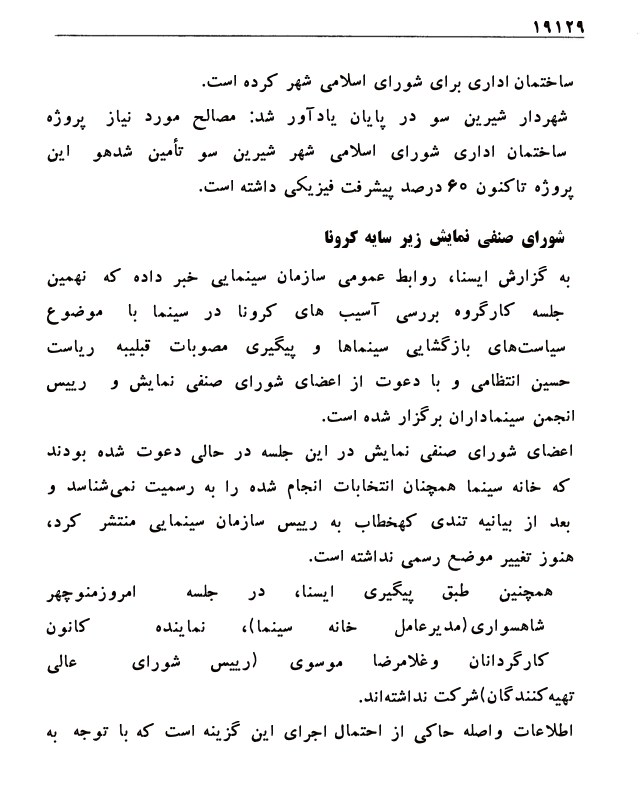 ۱۹۱۲۹
ساختمان اداری برای شورای اسلامی شهر کرده است.
شهردار شیرین سو در پایان یادآور شد: مصالح مورد نیاز پروژه
ساختمان اداری شورای اسلامی شهر شیرین سو تأمین شدهو این
پروژه تاکنون ۶۰ درصد پیشرفت فیزیکی داشته است.
شورای صنفی نمایش زیر سایه کرونا
به گزارش ایسنا، روابط عمومی سازمان سینمایی خبر داده که نهمین
جلسه کارگروه بررسی آسیب های کرونا در سینما با موضوع
سیاست‌های بازگشایی سینماها و پیگیری مصوبات قبلیبه ریاست
حسین انتظامی و با دعوت از اعضای شورای صنفی نمایش و رییس
انجمن سینماداران برگزار شده است.
اعضای شورای صنفی نمایش در این جلسه در حالی دعوت شده بودند
که خانه سینما همچنان انتخابات انجام شده را به رسمیت نمی‌شناسد و
بعد از بیانیه تندی کهخطاب به رییس سازمان سینمایی منتشر کرد،
هنوز تغییر موضع رسمی نداشته است.
همچنین طبق پیگیری ایسنا، در جلسه امروزمنوچهر
شاهسواری(مدیرعامل خانه سینما)، نماینده کانون
کارگردانان وغلامرضا موسوی (رییس شورای عالی
تهیه‌کنندگان)شرکت نداشته‌اند.
اطلاعات واصله حاکی از احتمال اجرای این گزینه است که با توجه به